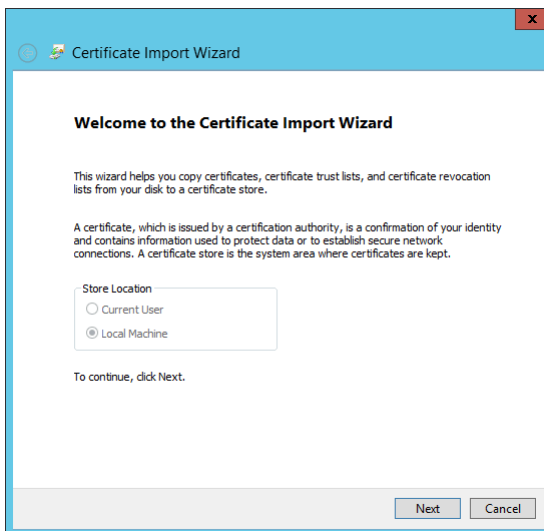 x
Certificate Import Wizard
Welcome to the Certificate Import Wizard
This wizard helps you copy certificates, certificate trust lists, and certificate revocation
lists from your disk to a certificate store.
A certificate, which is issued by a certification authority, is a confirmation of your identity
and contains information used to protect data or to establish secure network
connections. A certificate store is the system area where certificates are kept.
Store Location
Current User
Local Machine
To continue, click Next.
Next Cancel